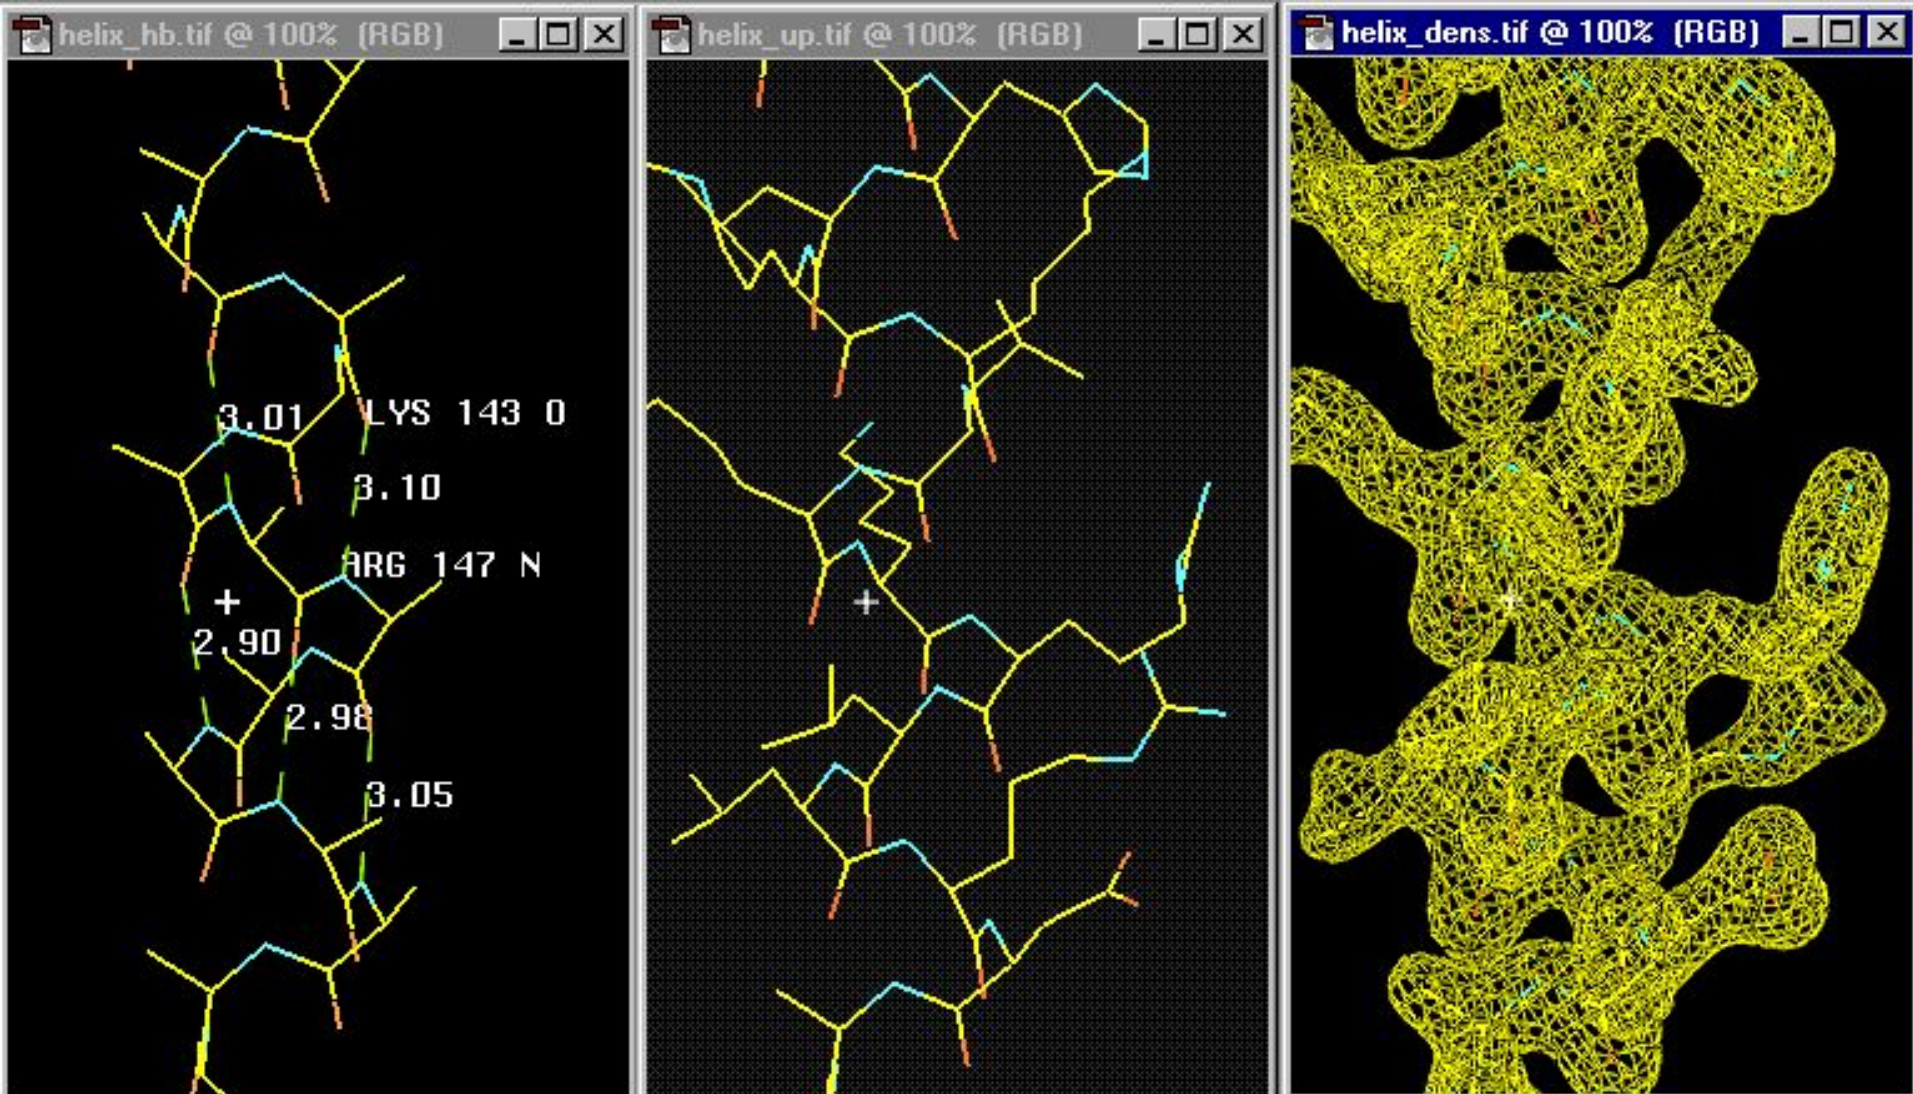 helix_hb.tif @ 100% (RGB)
helix_up.tif @ 100% (RGB)
helix_dens.tif @ 100% (RGB)
3.01
LYS 143 O
3.10
ARG 147 N
2.90
2.98
3.05